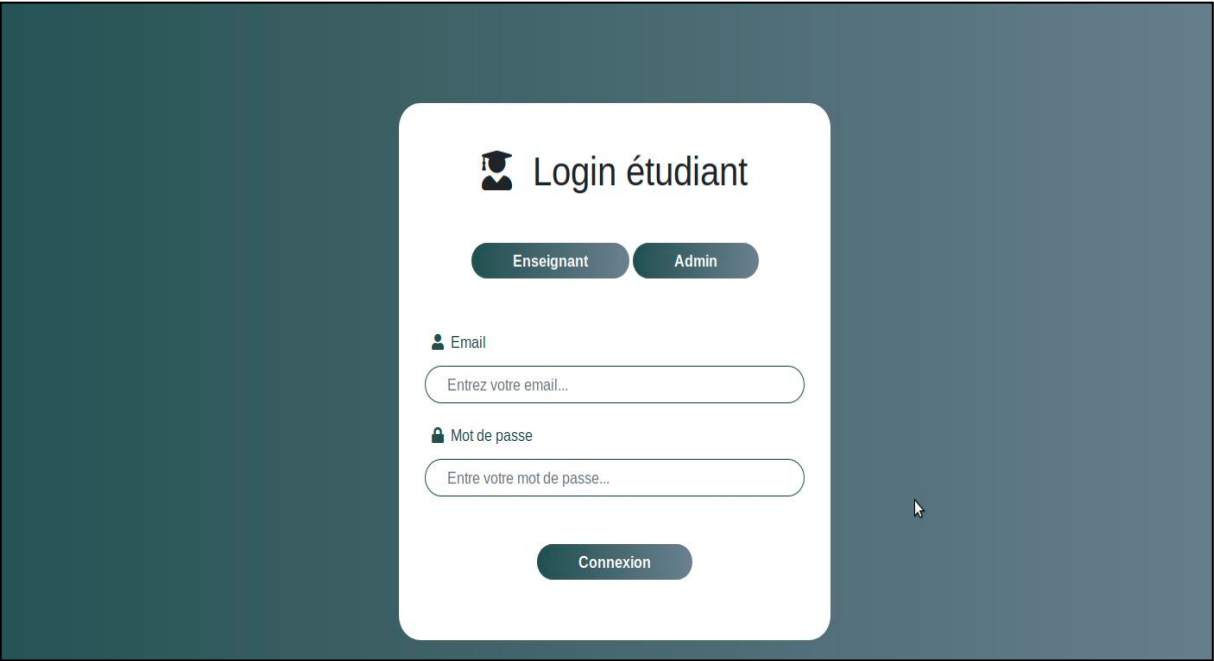 Login étudiant
Enseignant Admin
Email
Entrez votre email...
Mot de passe
Entre votre mot de passe...
Connexion